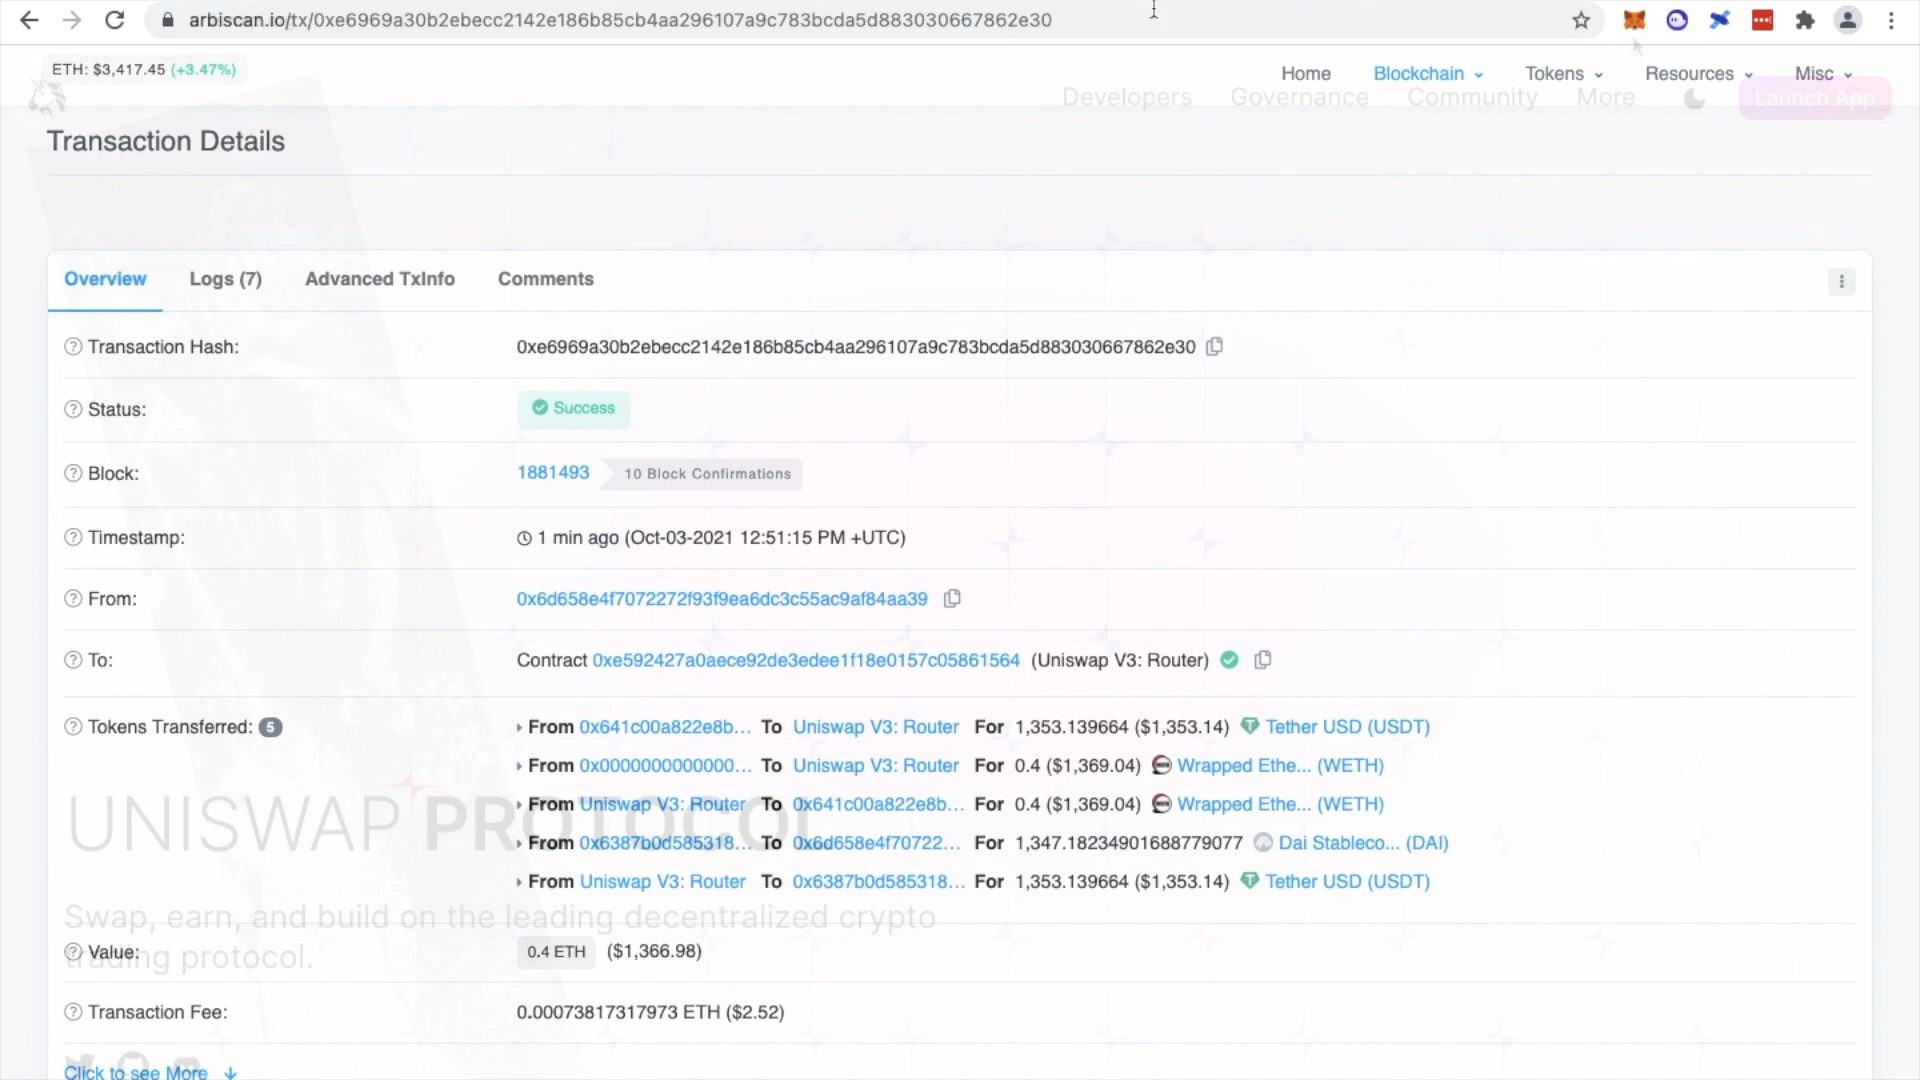 arbiscan.io/tx/0xe6969a30b2ebecc2142e186b85cb4aa296107a9c783bcda5d883030667862e30
ETH: $3,417.45 (+3.47%)
Home Blockchain Tokens Resources Misc
Developers Governance Community More Launch App
Transaction Details
Overview Logs (7) Advanced TxInfo Comments
Transaction Hash: 0xe6969a30b2ebecc2142e186b85cb4aa296107a9c783bcda5d883030667862e30
Status: Success
Block: 1881493 10 Block Confirmations
Timestamp: 1 min ago (Oct-03-2021 12:51:15 PM +UTC)
From: 0x6d658e4f7072272f93f9ea6dc3c55ac9af84aa39
To: Contract 0xe592427a0aece92de3edee1f18e0157c05861564 (Uniswap V3: Router)
Tokens Transferred: 5 From 0x641c00a822e8b... To Uniswap V3: Router For 1,353.139664 ($1,353.14) Tether USD (USDT)
From 0x0000000000000... To Uniswap V3: Router For 0.4 ($1,369.04) Wrapped Ethe... (WETH)
From Uniswap V3: Router To 0x641c00a822e8b... For 0.4 ($1,369.04) Wrapped Ethe... (WETH)
UNISWAP PROTOCOL
From 0x6387b0d585318... To 0x6d658e4f70722... For 1,347.18234901688779077 Dai Stableco... (DAI)
From Uniswap V3: Router To 0x6387b0d585318... For 1,353.139664 ($1,353.14) Tether USD (USDT)
Swap, earn, and build on the leading decentralized crypto
trading protocol.
Value: 0.4 ETH ($1,366.98)
Transaction Fee: 0.00073817317973 ETH ($2.52)
Click to see More